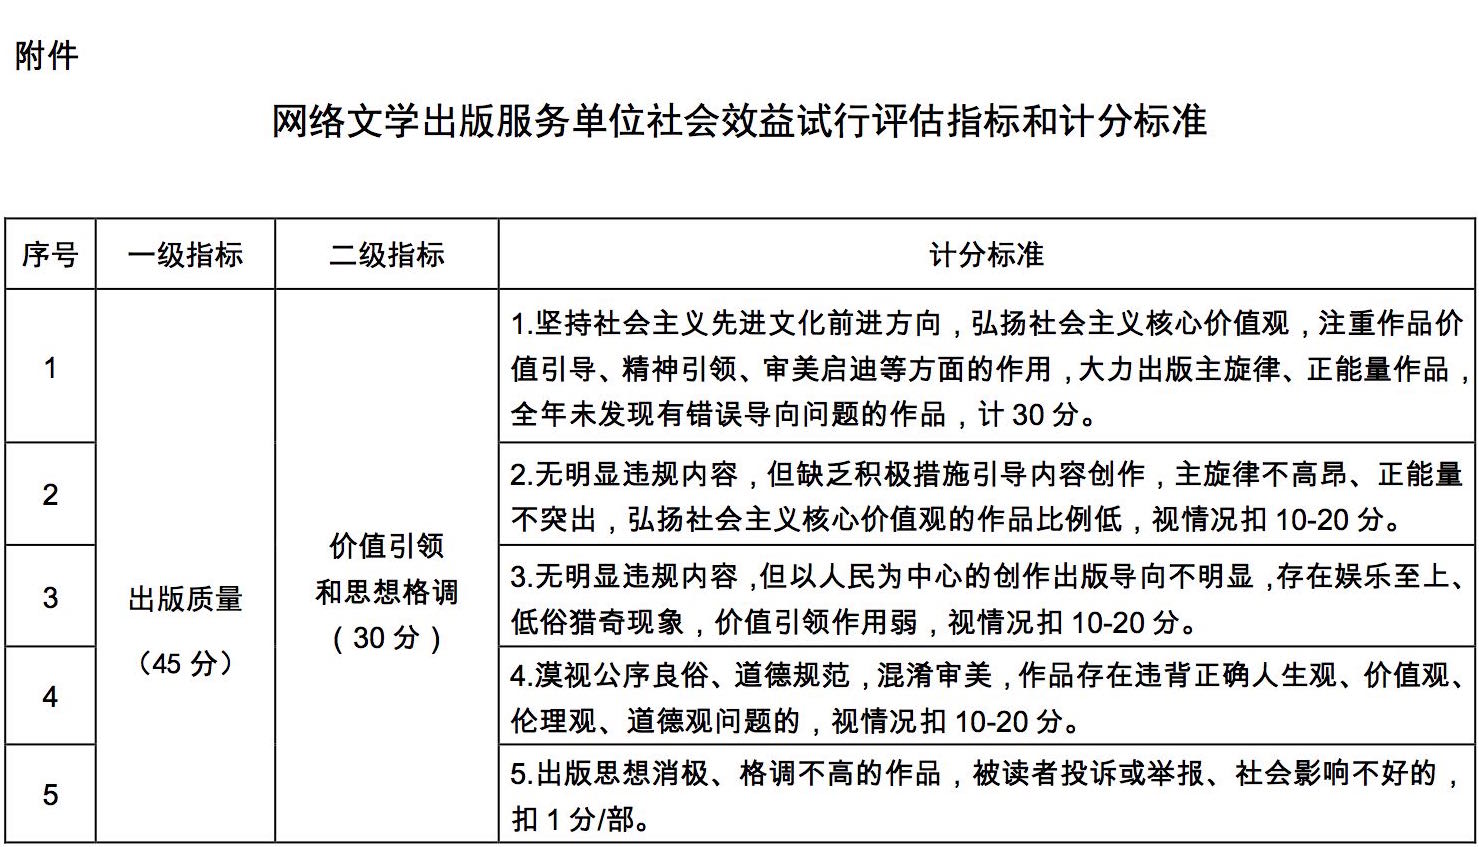 附件
网络文学出版服务单位社会效益试行评估指标和计分标准
序号 一级指标 二级指标 计分标准
1
出版质量
（45 分）
价值引领
和思想格调
（30 分）
1.坚持社会主义先进文化前进方向，弘扬社会主义核心价值观，注重作品价
值引导、精神引领、审美启迪等方面的作用，大力出版主旋律、正能量作品，
全年未发现有错误导向问题的作品，计 30 分。
2
2.无明显违规内容，但缺乏积极措施引导内容创作，主旋律不高昂、正能量
不突出，弘扬社会主义核心价值观的作品比例低，视情况扣 10-20 分。
3
3.无明显违规内容，但以人民为中心的创作出版导向不明显，存在娱乐至上、
低俗猎奇现象，价值引领作用弱，视情况扣 10-20 分。
4
4.漠视公序良俗、道德规范，混淆审美，作品存在违背正确人生观、价值观、
伦理观、道德观问题的，视情况扣 10-20 分。
5
5.出版思想消极、格调不高的作品，被读者投诉或举报、社会影响不好的，
扣 1 分/部。